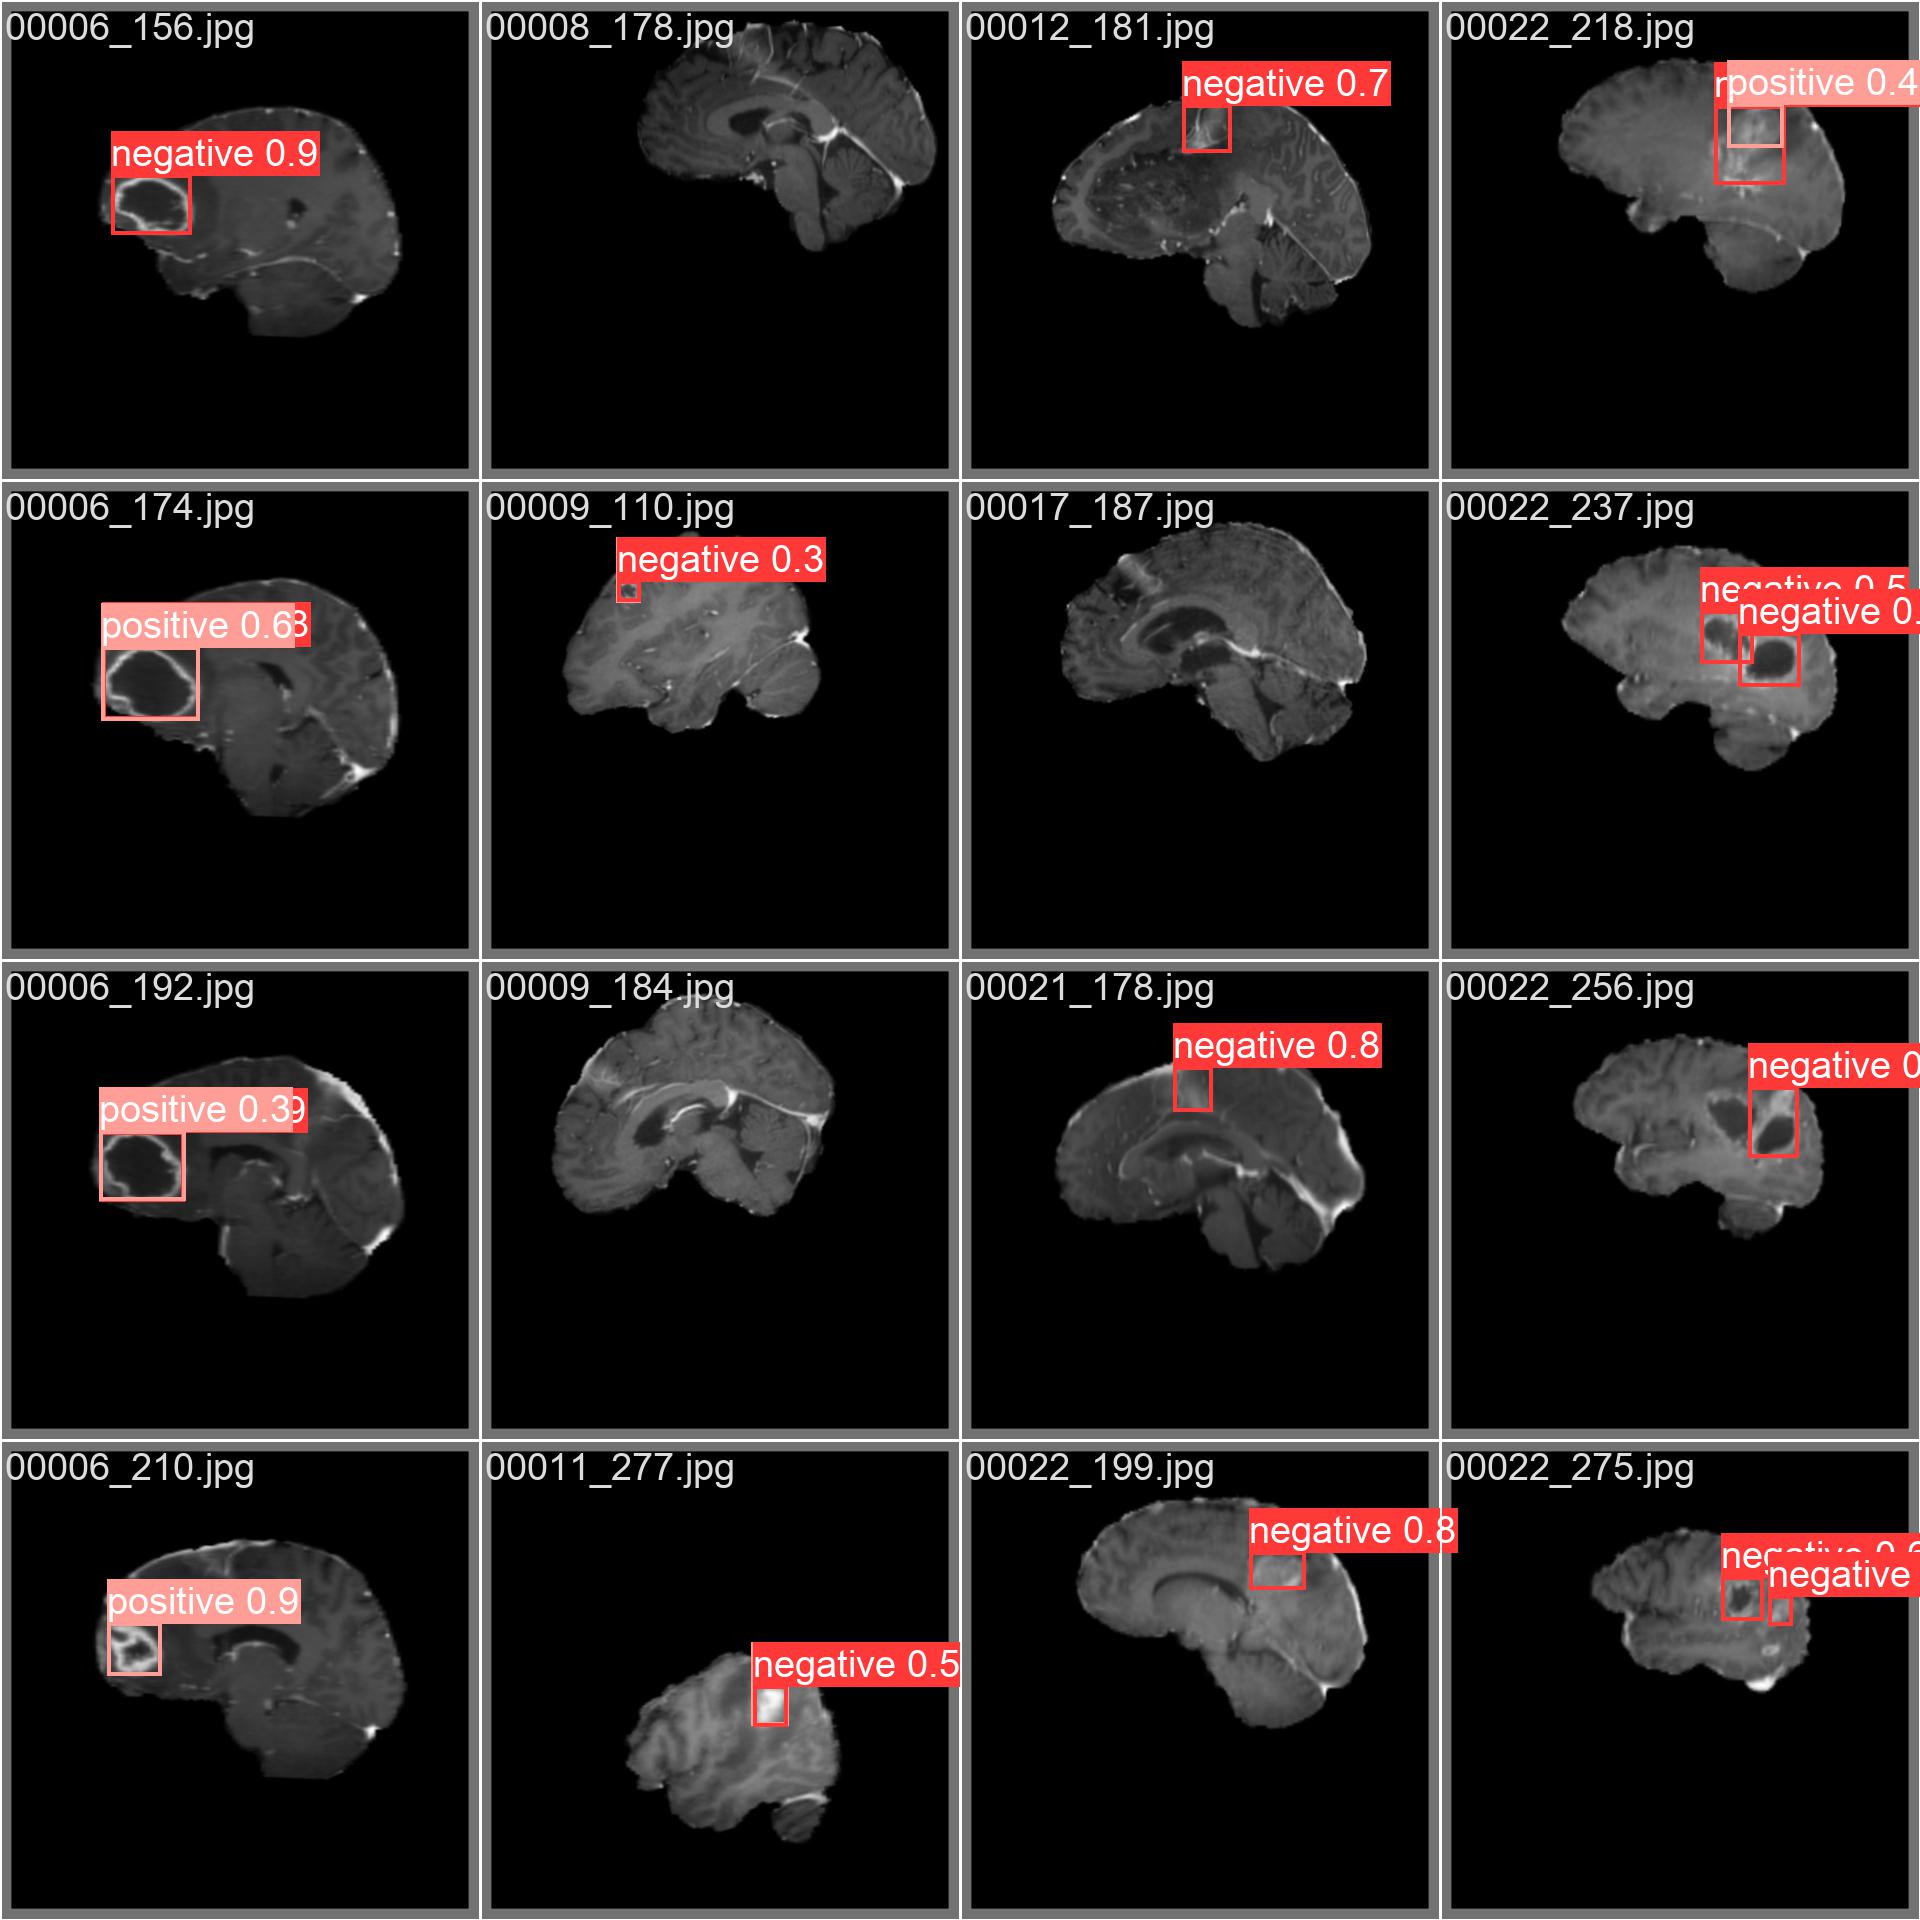 00006_156.jpg
negative 0.9
00008_178.jpg
00012_181.jpg
negative 0.7
00022_218.jpg
positive 0.4
00006_174.jpg
positive 0.6
00009_110.jpg
negative 0.3
00017_187.jpg
00022_237.jpg
negative 0.5
negative 0.
00006_192.jpg
positive 0.3
9
00009_184.jpg
00021_178.jpg
negative 0.8
00022_256.jpg
negative 0
00006_210.jpg
positive 0.9
00011_277.jpg
negative 0.5
00022_199.jpg
negative 0.8
00022_275.jpg
negative